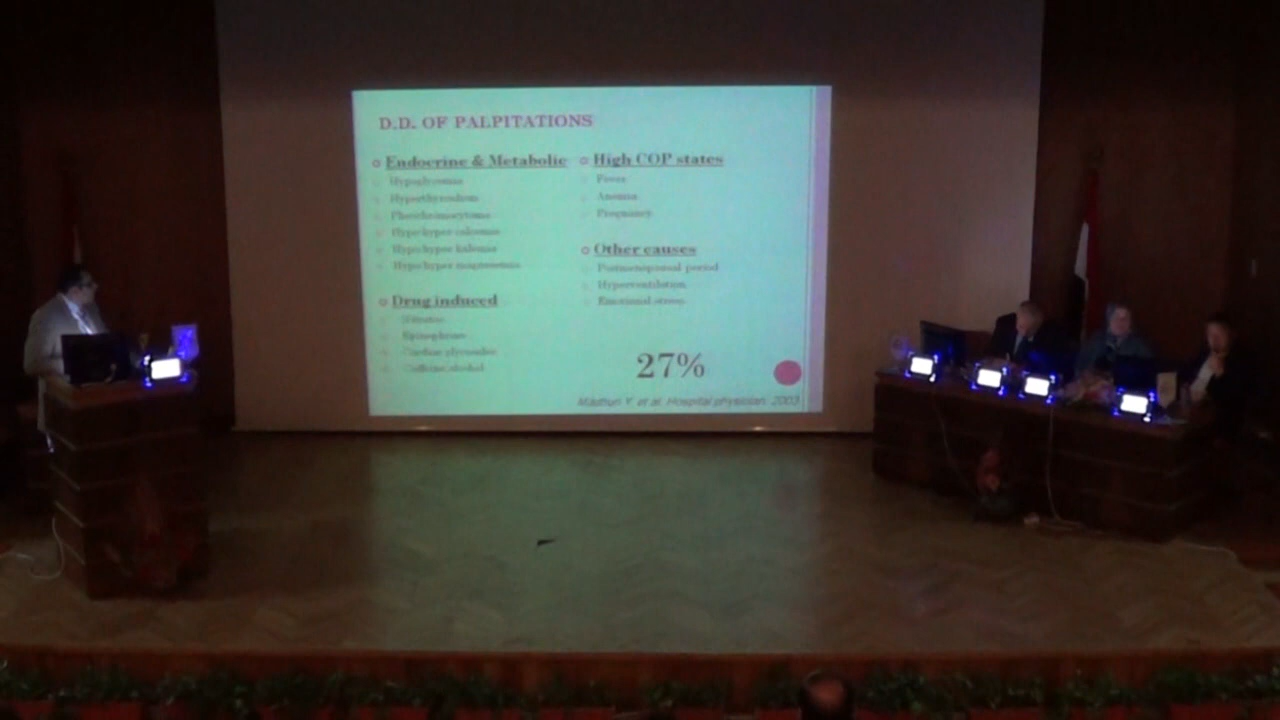 D.D. OF PALPITATIONS
Endocrine & Metabolic
Hypoglycemia
Hyperthyroidism
Pheochromocytoma
Hypo/hyper calcemia
Hypo/hyper kalemia
Hypo/hyper magnesemia
Drug induced
Epinephrine
Cardiac glycosides
Caffeine, alcohol
High COP states
Fever
Anemia
Pregnancy
Other causes
Postmenopausal period
Hyperventilation
Emotional stress
27%
Y. et al. Hospital physician. 2003